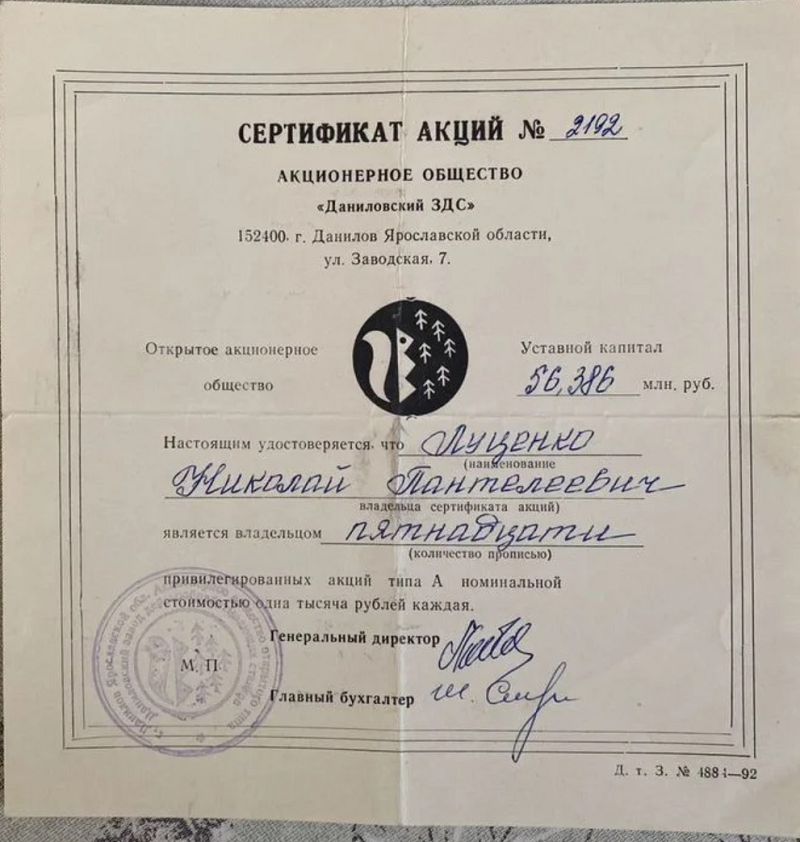 СЕРТИФИКАТ АКЦИЙ № 2192
АКЦИОНЕРНОЕ ОБЩЕСТВО
«Даниловский ЗДС»
152400. г. Данилов Ярославской области,
ул. Заводская, 7.
Открытое акционерное
общество
Уставной капитал
56,386 млн. руб.
Настоящим удостоверяется, что Луценко
(наименование
Николай Пантелеевич
владельца сертификата акций)
является владельцом пятнадцати
(количество прописью)
привилегированных акций типа А номинальной
стоимостью одна тысяча рублей каждая.
Генеральный директор
М. П.
Главный бухгалтер
Д. т. З. № 4884—92